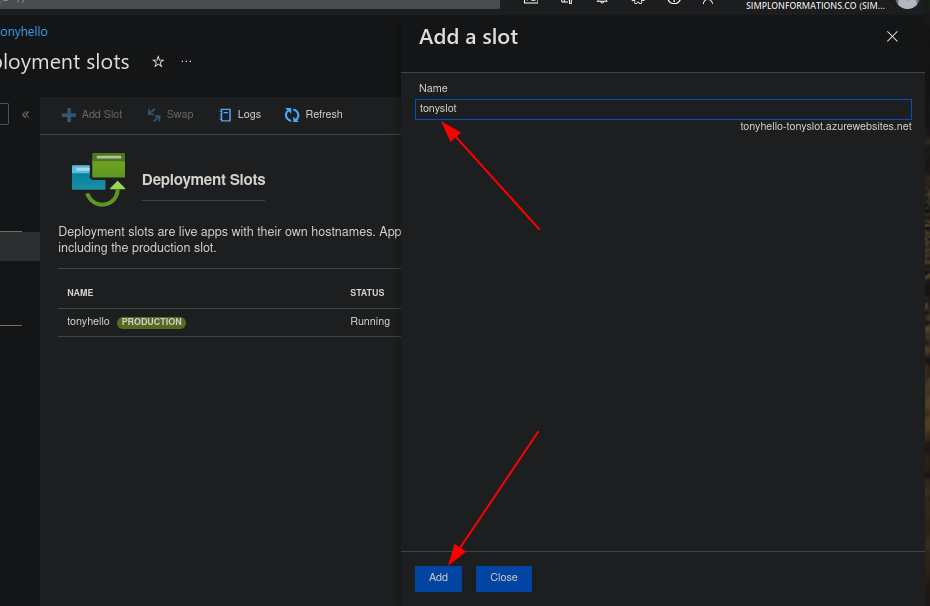 SIMPLONFORMATIONS.CO (SIM...
onyhello
loyment slots
...
Add a slot
Add Slot
Swap
Logs
Refresh
Name
tonyslot
tonyhello-tonyslot.azurewebsites.net
Deployment Slots
Deployment slots are live apps with their own hostnames. App
including the production slot.
NAME
STATUS
tonyhello
PRODUCTION
Running
Add
Close